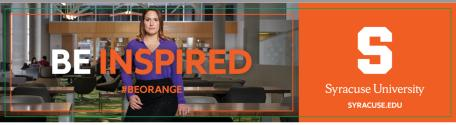 BE INSPIRED
#BEORANGE
S
Syracuse University
SYRACUSE.EDU